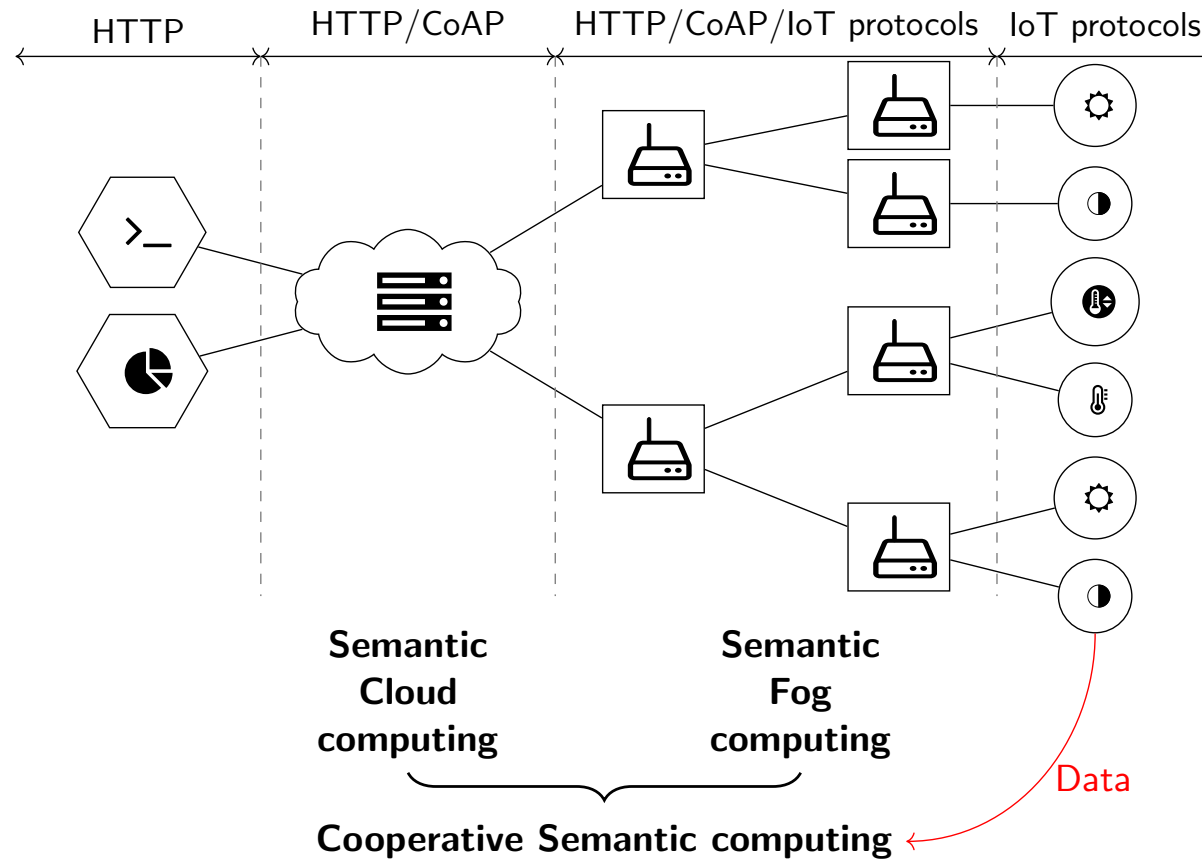 HTTP
HTTP/CoAP
HTTP/CoAP/IoT protocols
IoT protocols
Semantic
Cloud
computing
Semantic
Fog
computing
Data
Cooperative Semantic computing